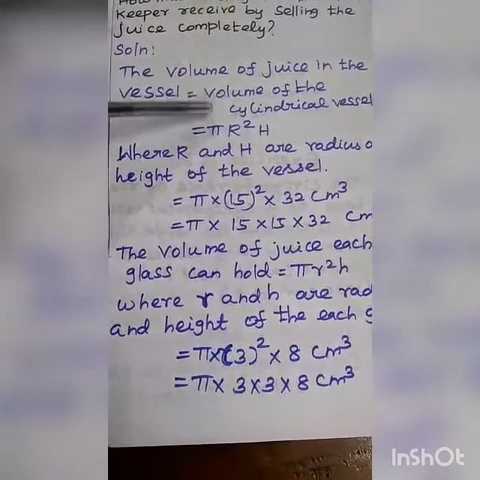 keeper receive by selling the
juice completely?
Soln:
The volume of juice in the
vessel = volume of the
cylindrical vessel
= π R² H
Where R and H are radius
height of the vessel.
= π × (15)² × 32 cm³
= π × 15 × 15 × 32 cm
The volume of juice each
glass can hold = π r² h
where r and h are rad
and height of the each
= π × (3)² × 8 cm³
= π × 3 × 3 × 8 cm³
InShOt